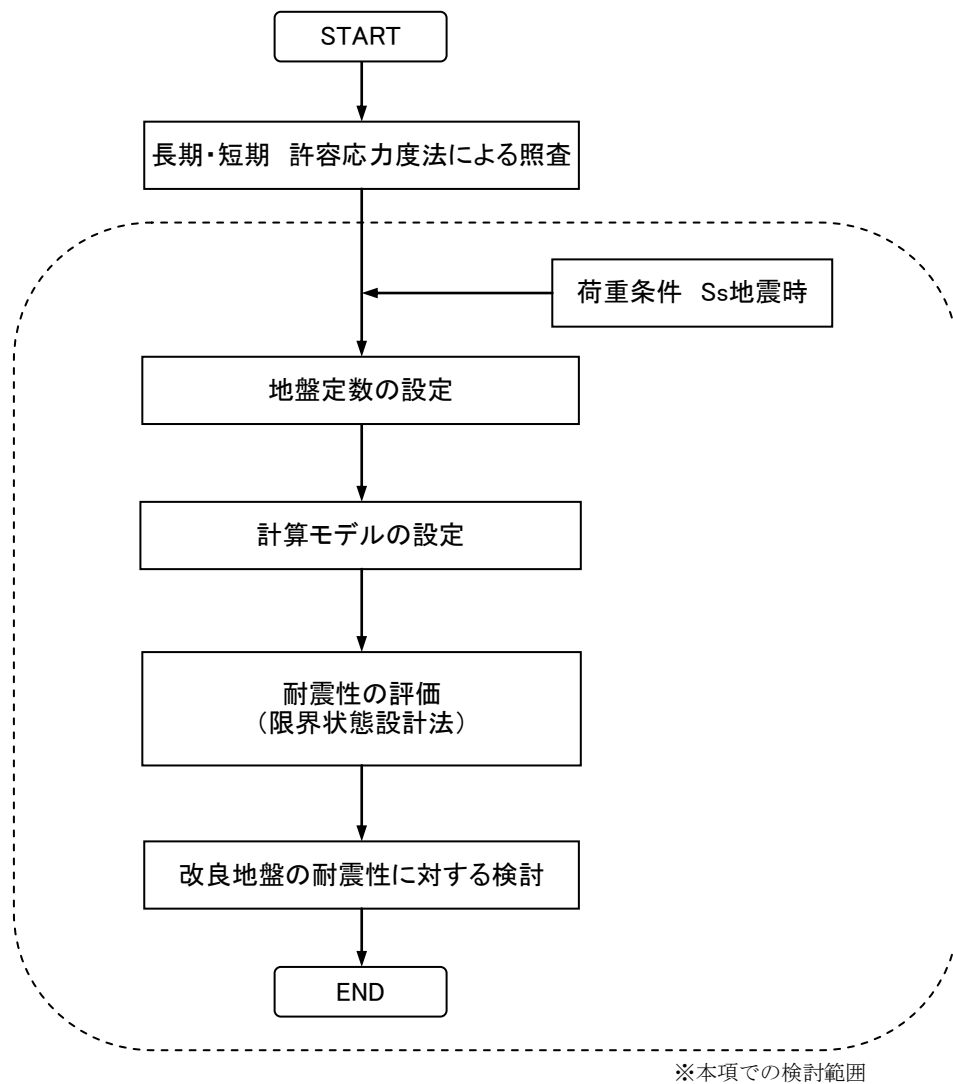 START
長期・短期　許容応力度法による照査
荷重条件　Ss地震時
地盤定数の設定
計算モデルの設定
耐震性の評価
（限界状態設計法）
改良地盤の耐震性に対する検討
END
※本項での検討範囲